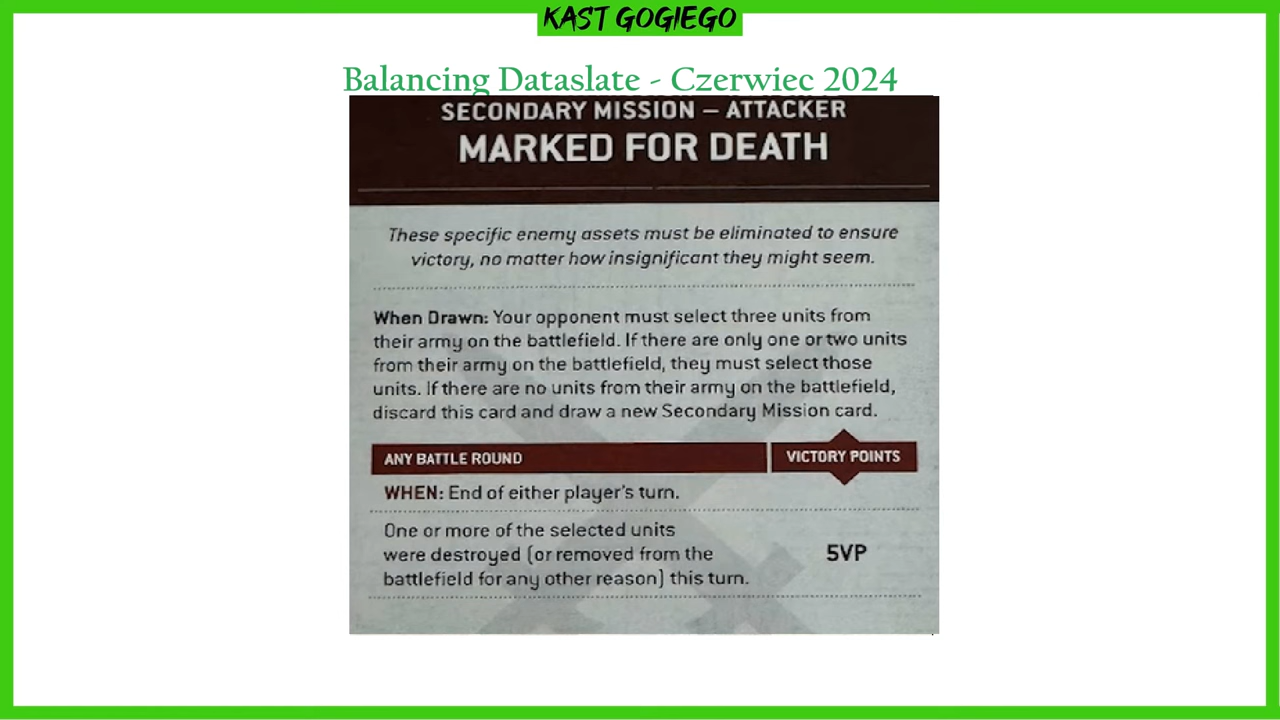 KAST GOGIEGO
Balancing Dataslate - Czerwiec 2024
SECONDARY MISSION – ATTACKER
MARKED FOR DEATH
These specific enemy assets must be eliminated to ensure
victory, no matter how insignificant they might seem.
When Drawn: Your opponent must select three units from
their army on the battlefield. If there are only one or two units
from their army on the battlefield, they must select those
units. If there are no units from their army on the battlefield,
discard this card and draw a new Secondary Mission card.
ANY BATTLE ROUND VICTORY POINTS
WHEN: End of either player's turn.
One or more of the selected units
were destroyed (or removed from the
battlefield for any other reason) this turn.
5VP